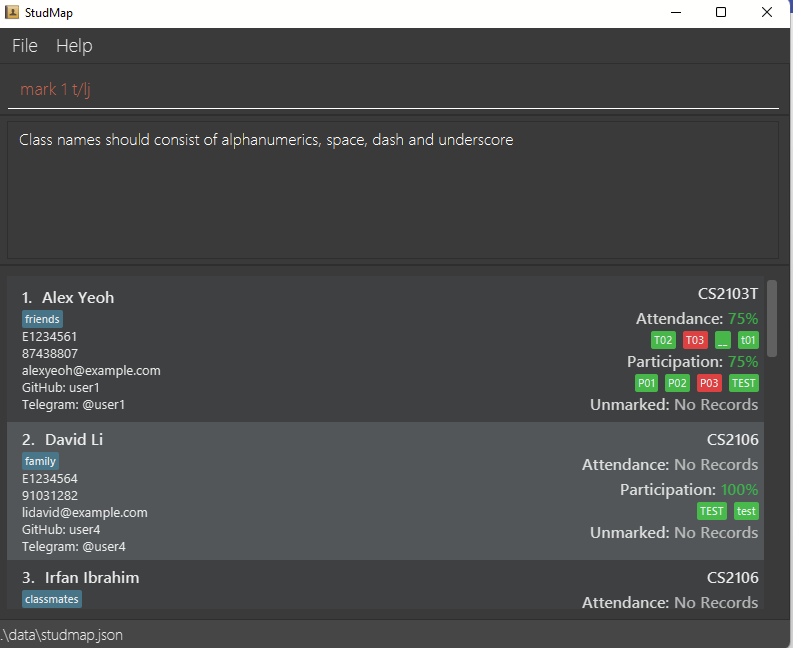 StudMap
File Help
mark 1 t/lj
Class names should consist of alphanumerics, space, dash and underscore
1. Alex Yeoh CS2103T
friends Attendance: 75%
E1234561 T02 T03 __ t01
87438807 Participation: 75%
alexyeoh@example.com
GitHub: user1 P01 P02 P03 TEST
Telegram: @user1 Unmarked: No Records
2. David Li CS2106
family Attendance: No Records
E1234564
91031282 Participation: 100%
lidavid@example.com TEST test
GitHub: user4 Unmarked: No Records
Telegram: @user4
3. Irfan Ibrahim CS2106
classmates Attendance: No Records
.\data\studmap.json